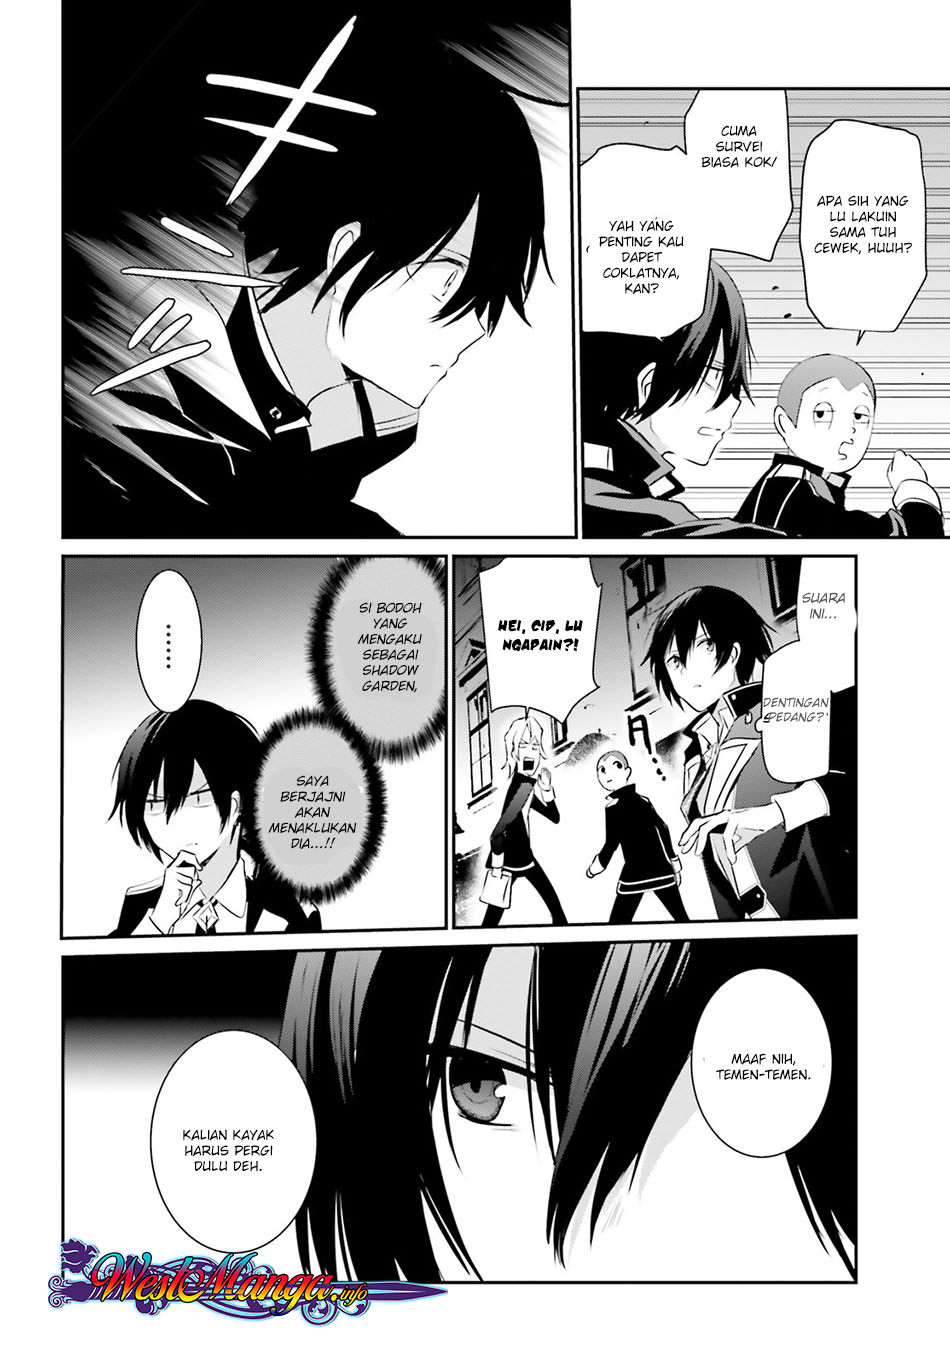 APA SIH YANG
LU LAKUIN
SAMA TUH
CEWEK, HUUH?
CUMA
SURVEI
BIASA KOK/
YAH YANG
PENTING KAU
DAPET
COKLATNYA,
KAN?
SUARA
INI...
DENTINGAN
PEDANG?
HEI, CID, LU
NGAPAIN?!
SI BODOH
YANG
MENGAKU
SEBAGAI
SHADOW
GARDEN,
SAYA
BERJAJNI
AKAN
MENAKLUKAN
DIA...!!
......
MAAF NIH,
TEMEN-TEMEN.
KALIAN KAYAK
HARUS PERGI
DULU DEH.
WestManga.info